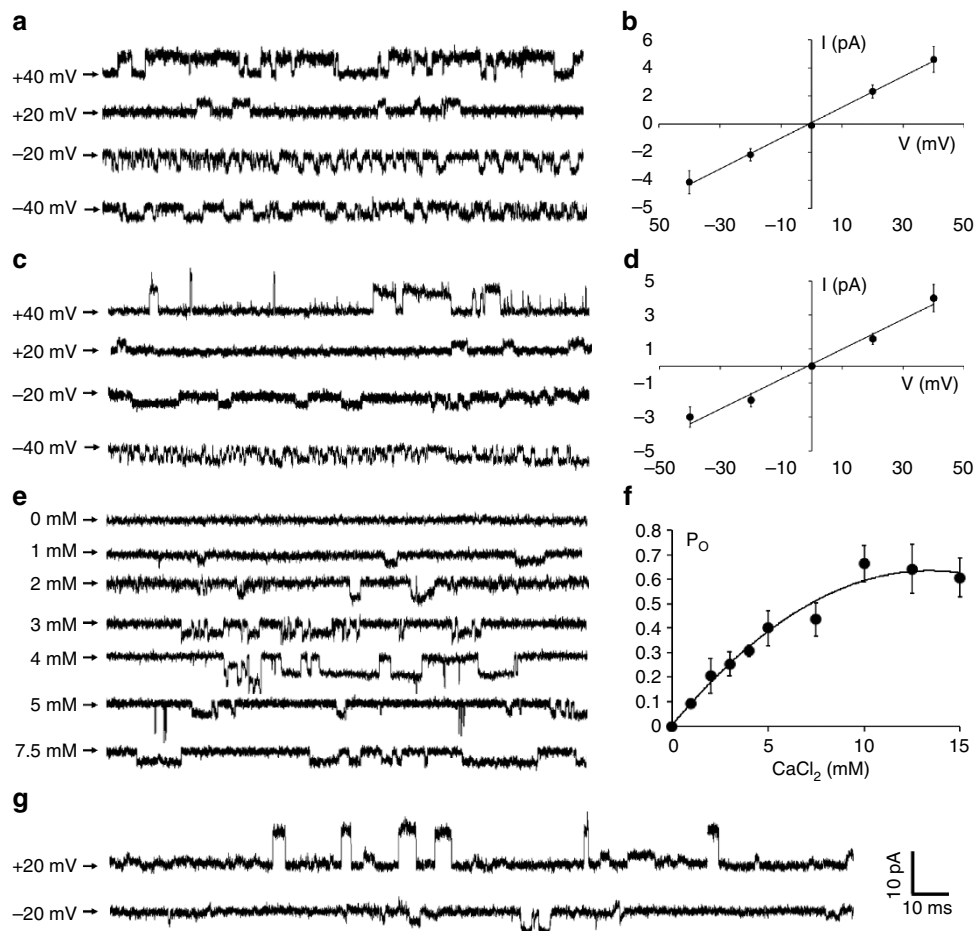 a
+40 mV
+20 mV
–20 mV
–40 mV
b
I (pA)
6
4
2
0
–2
–4
–5
V (mV)
50 –30 –10 10 30 50
c
+40 mV
+20 mV
–20 mV
–40 mV
d
I (pA)
5
3
1
–1
–3
–5
V (mV)
–50 –30 –10 10 30 50
e
0 mM
1 mM
2 mM
3 mM
4 mM
5 mM
7.5 mM
f
P_O
0.8
0.7
0.6
0.5
0.4
0.3
0.2
0.1
0
0 5 10 15
CaCl2 (mM)
g
+20 mV
–20 mV
10 pA
10 ms